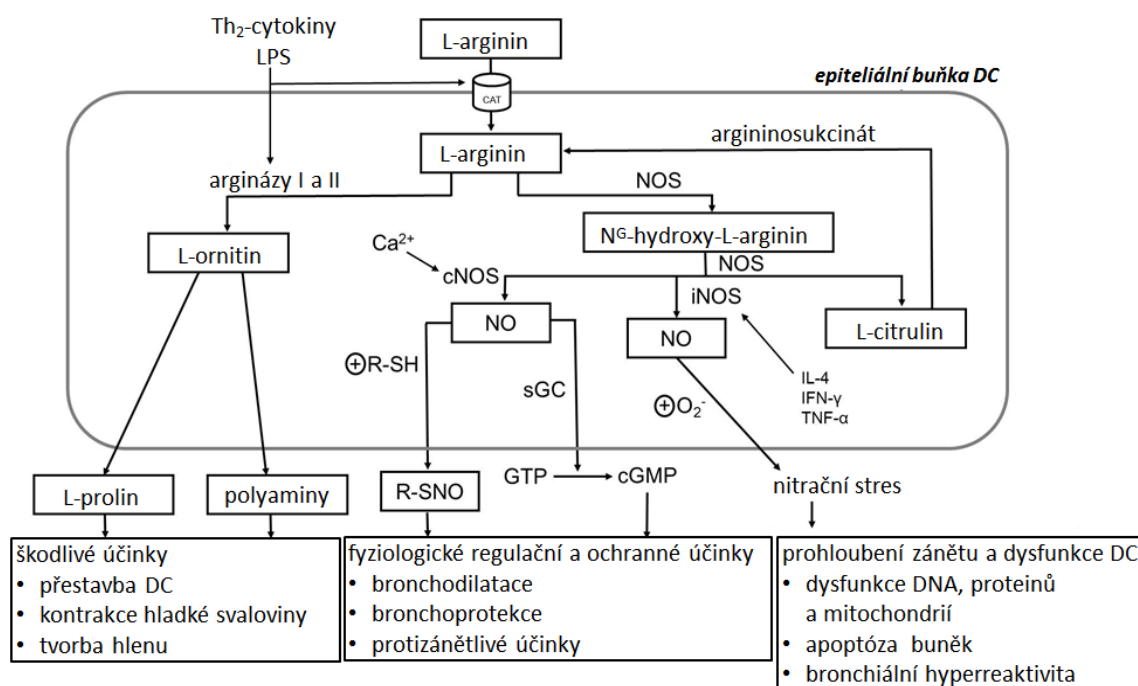 Th₂-cytokiny
LPS
L-arginin
epiteliální buňka DC
CAT
L-arginin
argininosukcinát
arginázy I a II
NOS
L-ornitin
Nᴳ-hydroxy-L-arginin
Ca²⁺
cNOS
NOS
iNOS
NO
NO
L-citrulin
⊕R-SH
sGC
⊕O₂⁻
IL-4
IFN-γ
TNF-α
L-prolin
polyaminy
R-SNO
GTP
cGMP
nitrační stres
škodlivé účinky
• přestavba DC
• kontrakce hladké svaloviny
• tvorba hlenu
fyziologické regulační a ochranné účinky
• bronchodilatace
• bronchoprotekce
• protizánětlivé účinky
prohloubení zánětu a dysfunkce DC
• dysfunkce DNA, proteinů
a mitochondrií
• apoptóza buněk
• bronchiální hyperreaktivita